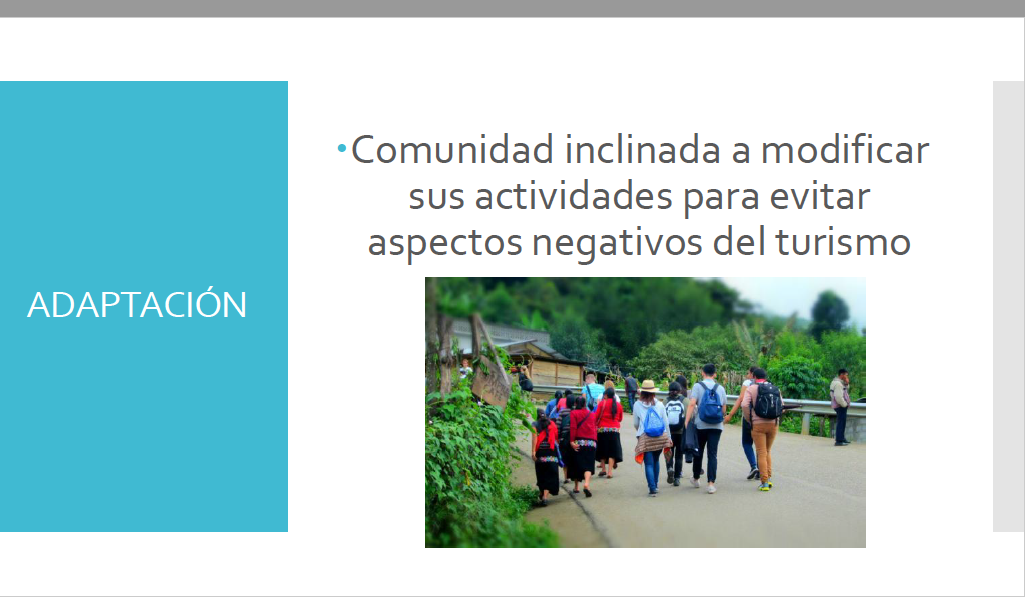 ADAPTACIÓN
•Comunidad inclinada a modificar
sus actividades para evitar
aspectos negativos del turismo